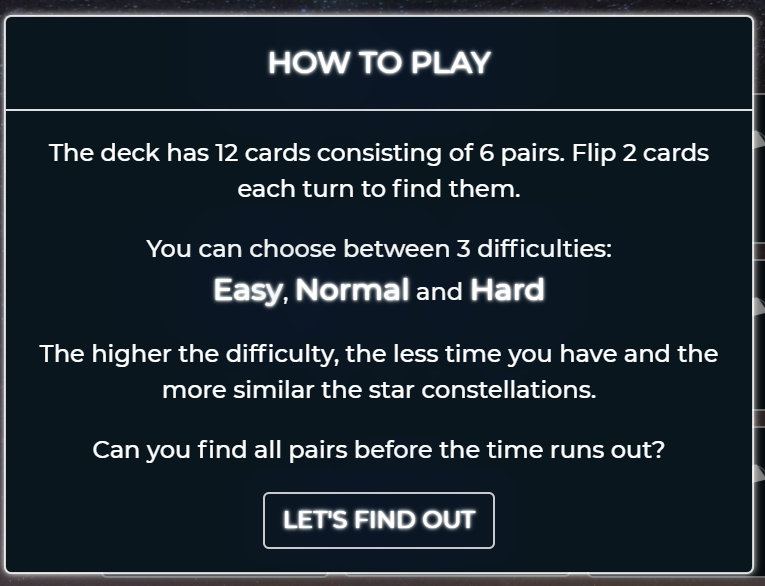 HOW TO PLAY
The deck has 12 cards consisting of 6 pairs. Flip 2 cards
each turn to find them.
You can choose between 3 difficulties:
Easy, Normal and Hard
The higher the difficulty, the less time you have and the
more similar the star constellations.
Can you find all pairs before the time runs out?
LET'S FIND OUT